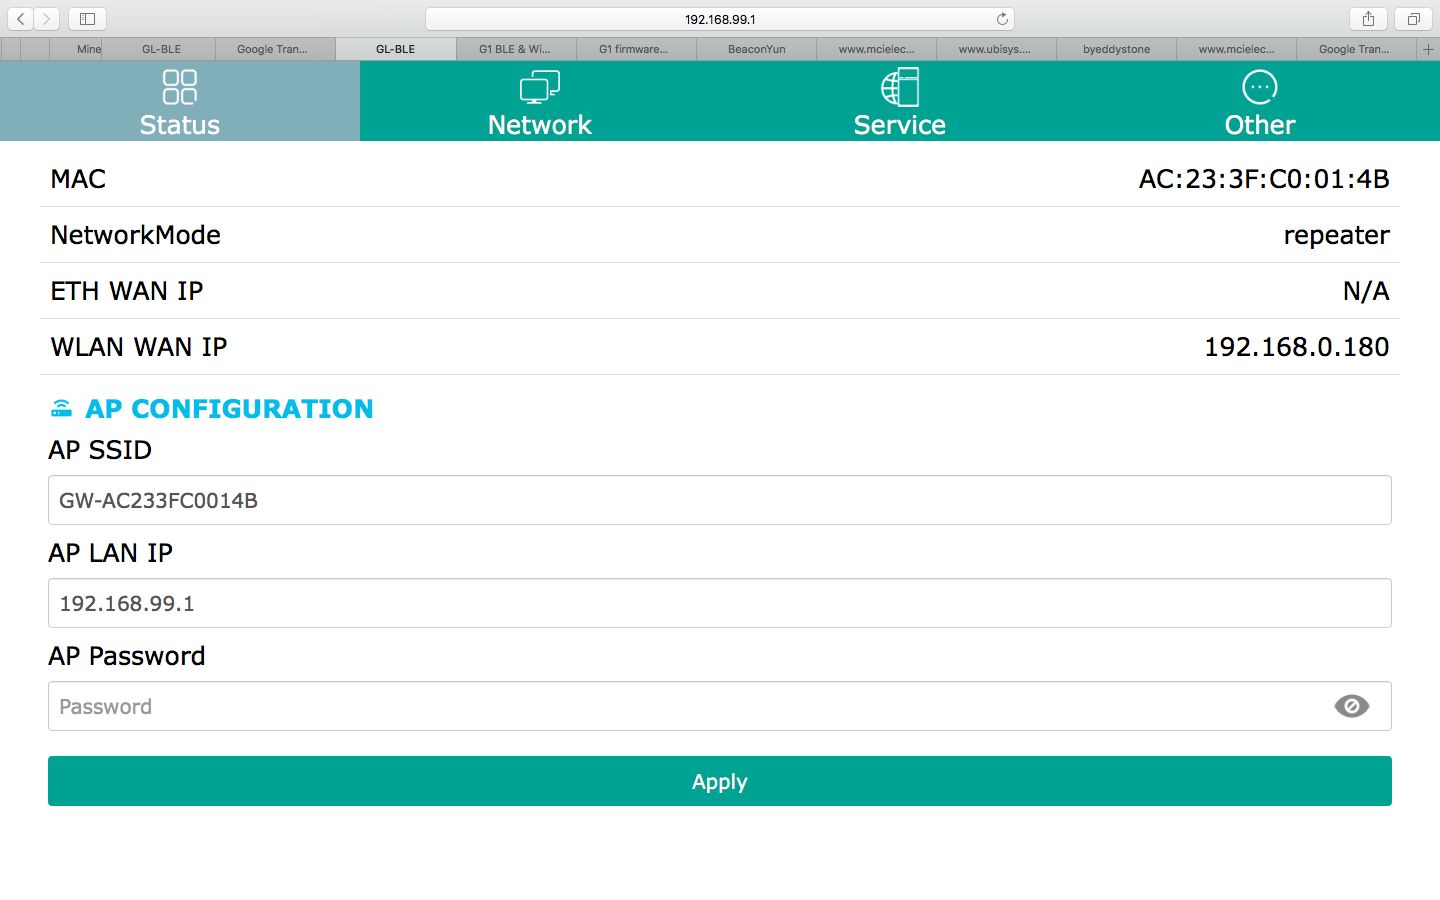 192.168.99.1
Mine
GL-BLE
Google Tran...
GL-BLE
G1 BLE & Wi...
G1 firmware...
BeaconYun
www.mcielec...
www.ubisys....
byeddystone
www.mcielec...
Google Tran...
Status
Network
Service
Other
MAC AC:23:3F:C0:01:4B
NetworkMode repeater
ETH WAN IP N/A
WLAN WAN IP 192.168.0.180
AP CONFIGURATION
AP SSID
GW-AC233FC0014B
AP LAN IP
192.168.99.1
AP Password
Password
Apply